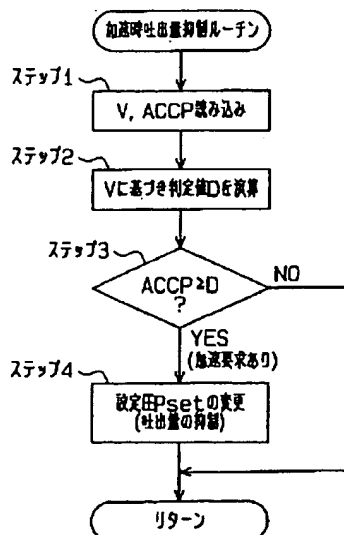 加速時吐出量抑制ルーチン
ステップ1
V, ACCP読み込み
ステップ2
Vに基づき判定値Dを演算
ステップ3
ACCP≧D
?
NO
YES
(加速要求あり)
ステップ4
設定圧Psetの変更
(吐出量の抑制)
リターン